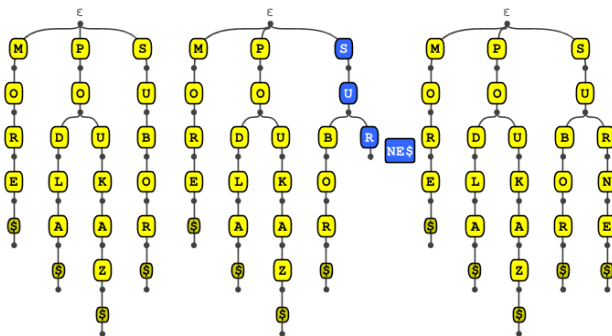 ε ε ε
M P S M P S M P S
O O U O O U O O U
R D U B R D U B R NE$ R D U B R
E L K O E L K O E L K O N
$ A A R $ A A R $ A A R E
$ Z $ $ Z $ $ Z $ $
$ $ $